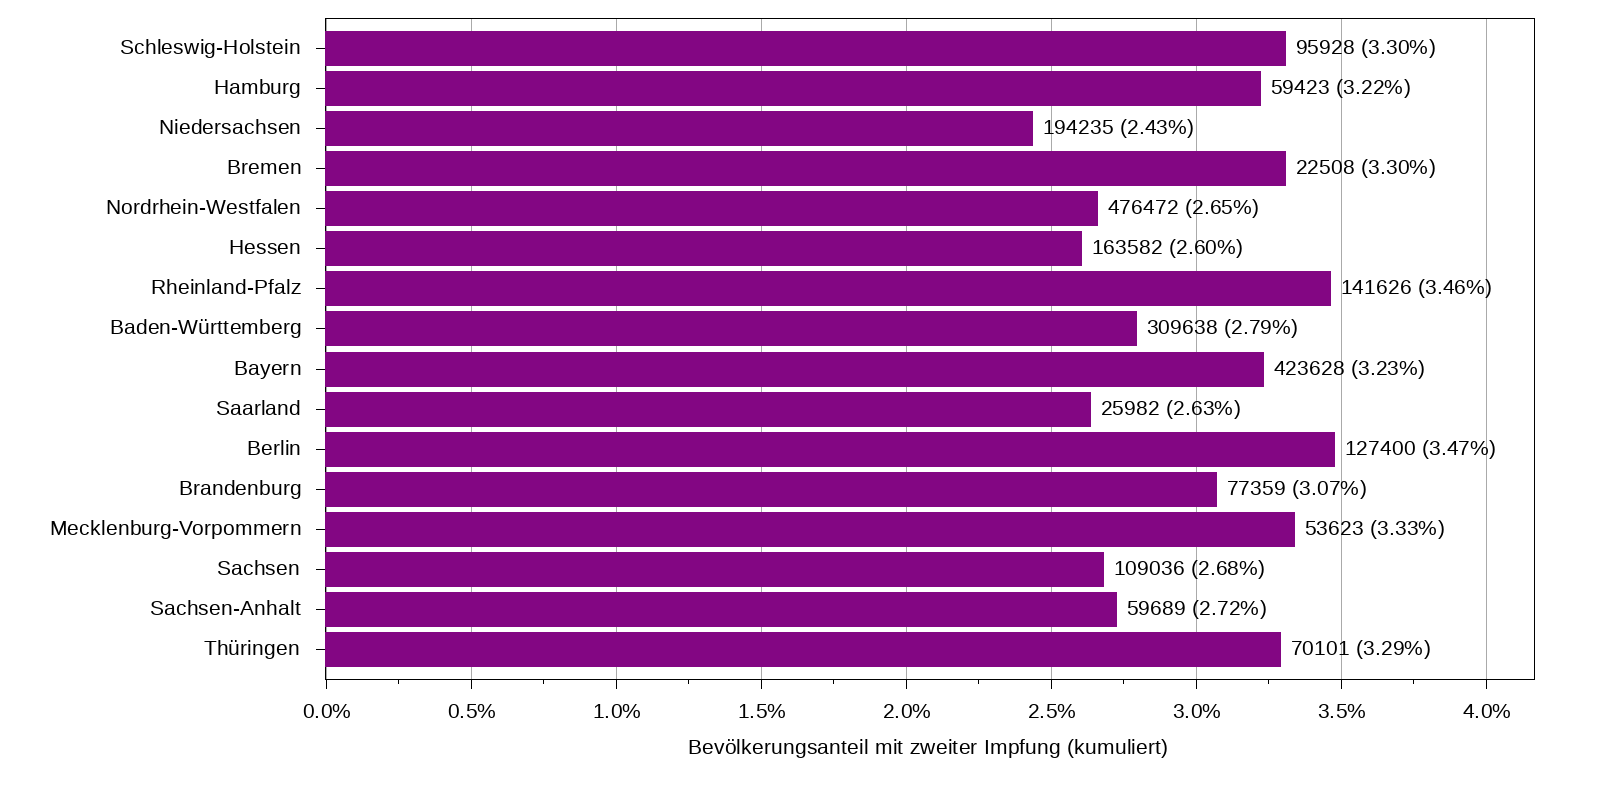 Schleswig-Holstein 95928 (3.30%)
Hamburg 59423 (3.22%)
Niedersachsen 194235 (2.43%)
Bremen 22508 (3.30%)
Nordrhein-Westfalen 476472 (2.65%)
Hessen 163582 (2.60%)
Rheinland-Pfalz 141626 (3.46%)
Baden-Württemberg 309638 (2.79%)
Bayern 423628 (3.23%)
Saarland 25982 (2.63%)
Berlin 127400 (3.47%)
Brandenburg 77359 (3.07%)
Mecklenburg-Vorpommern 53623 (3.33%)
Sachsen 109036 (2.68%)
Sachsen-Anhalt 59689 (2.72%)
Thüringen 70101 (3.29%)
0.0% 0.5% 1.0% 1.5% 2.0% 2.5% 3.0% 3.5% 4.0%
Bevölkerungsanteil mit zweiter Impfung (kumuliert)